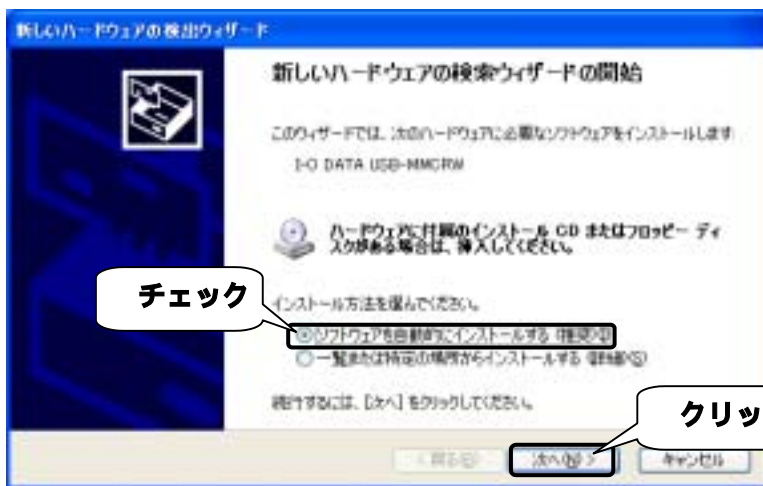 新しいハードウェアの検出ウィザード
新しいハードウェアの検索ウィザードの開始
このウィザードでは、次のハードウェアに必要なソフトウェアをインストールします
I-O DATA USB-MMCRW
ハードウェアに付属のインストール CD またはフロッピー ディ
スクがある場合は、挿入してください。
チェック
インストール方法を選んでください。
ソフトウェアを自動的にインストールする (推奨)(I)
一覧または特定の場所からインストールする (詳細)(S)
続行するには、[次へ] をクリックしてください。
クリッ
< 戻る(B)
次へ(N) >
キャンセル